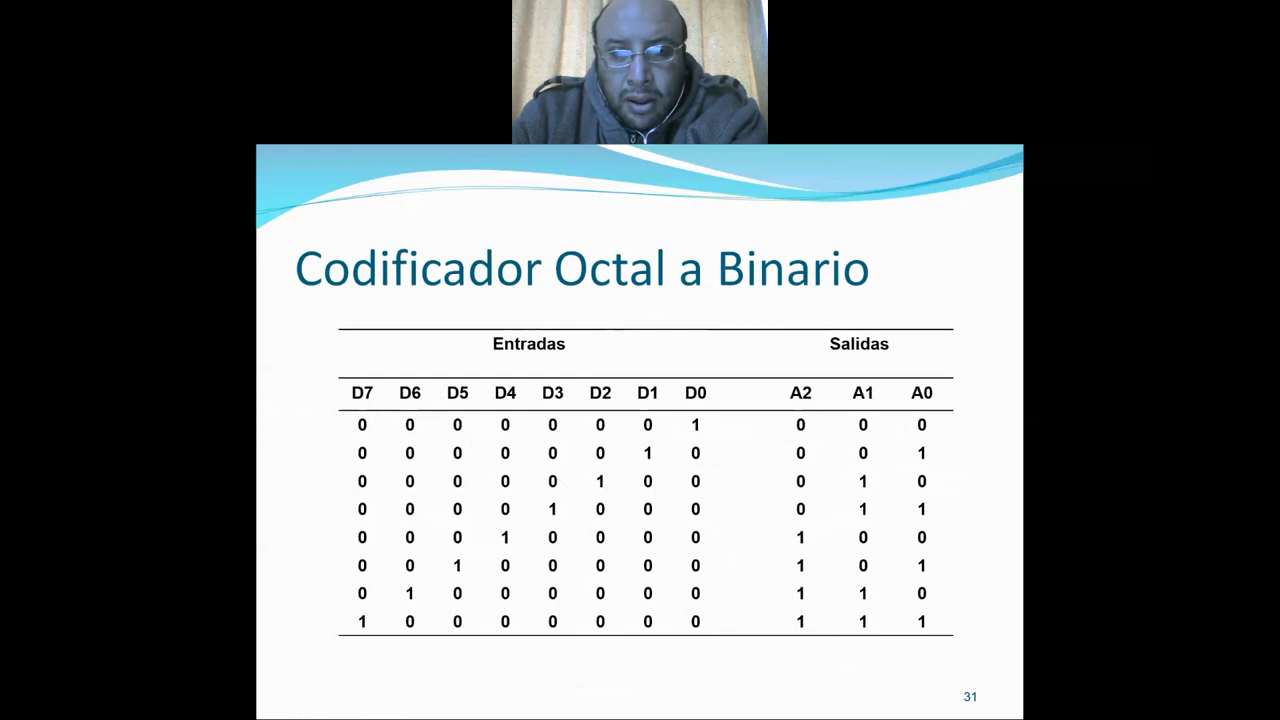 Codificador Octal a Binario
Entradas Salidas
D7 D6 D5 D4 D3 D2 D1 D0 A2 A1 A0
0 0 0 0 0 0 0 1 0 0 0
0 0 0 0 0 0 1 0 0 0 1
0 0 0 0 0 1 0 0 0 1 0
0 0 0 0 1 0 0 0 0 1 1
0 0 0 1 0 0 0 0 1 0 0
0 0 1 0 0 0 0 0 1 0 1
0 1 0 0 0 0 0 0 1 1 0
1 0 0 0 0 0 0 0 1 1 1
31